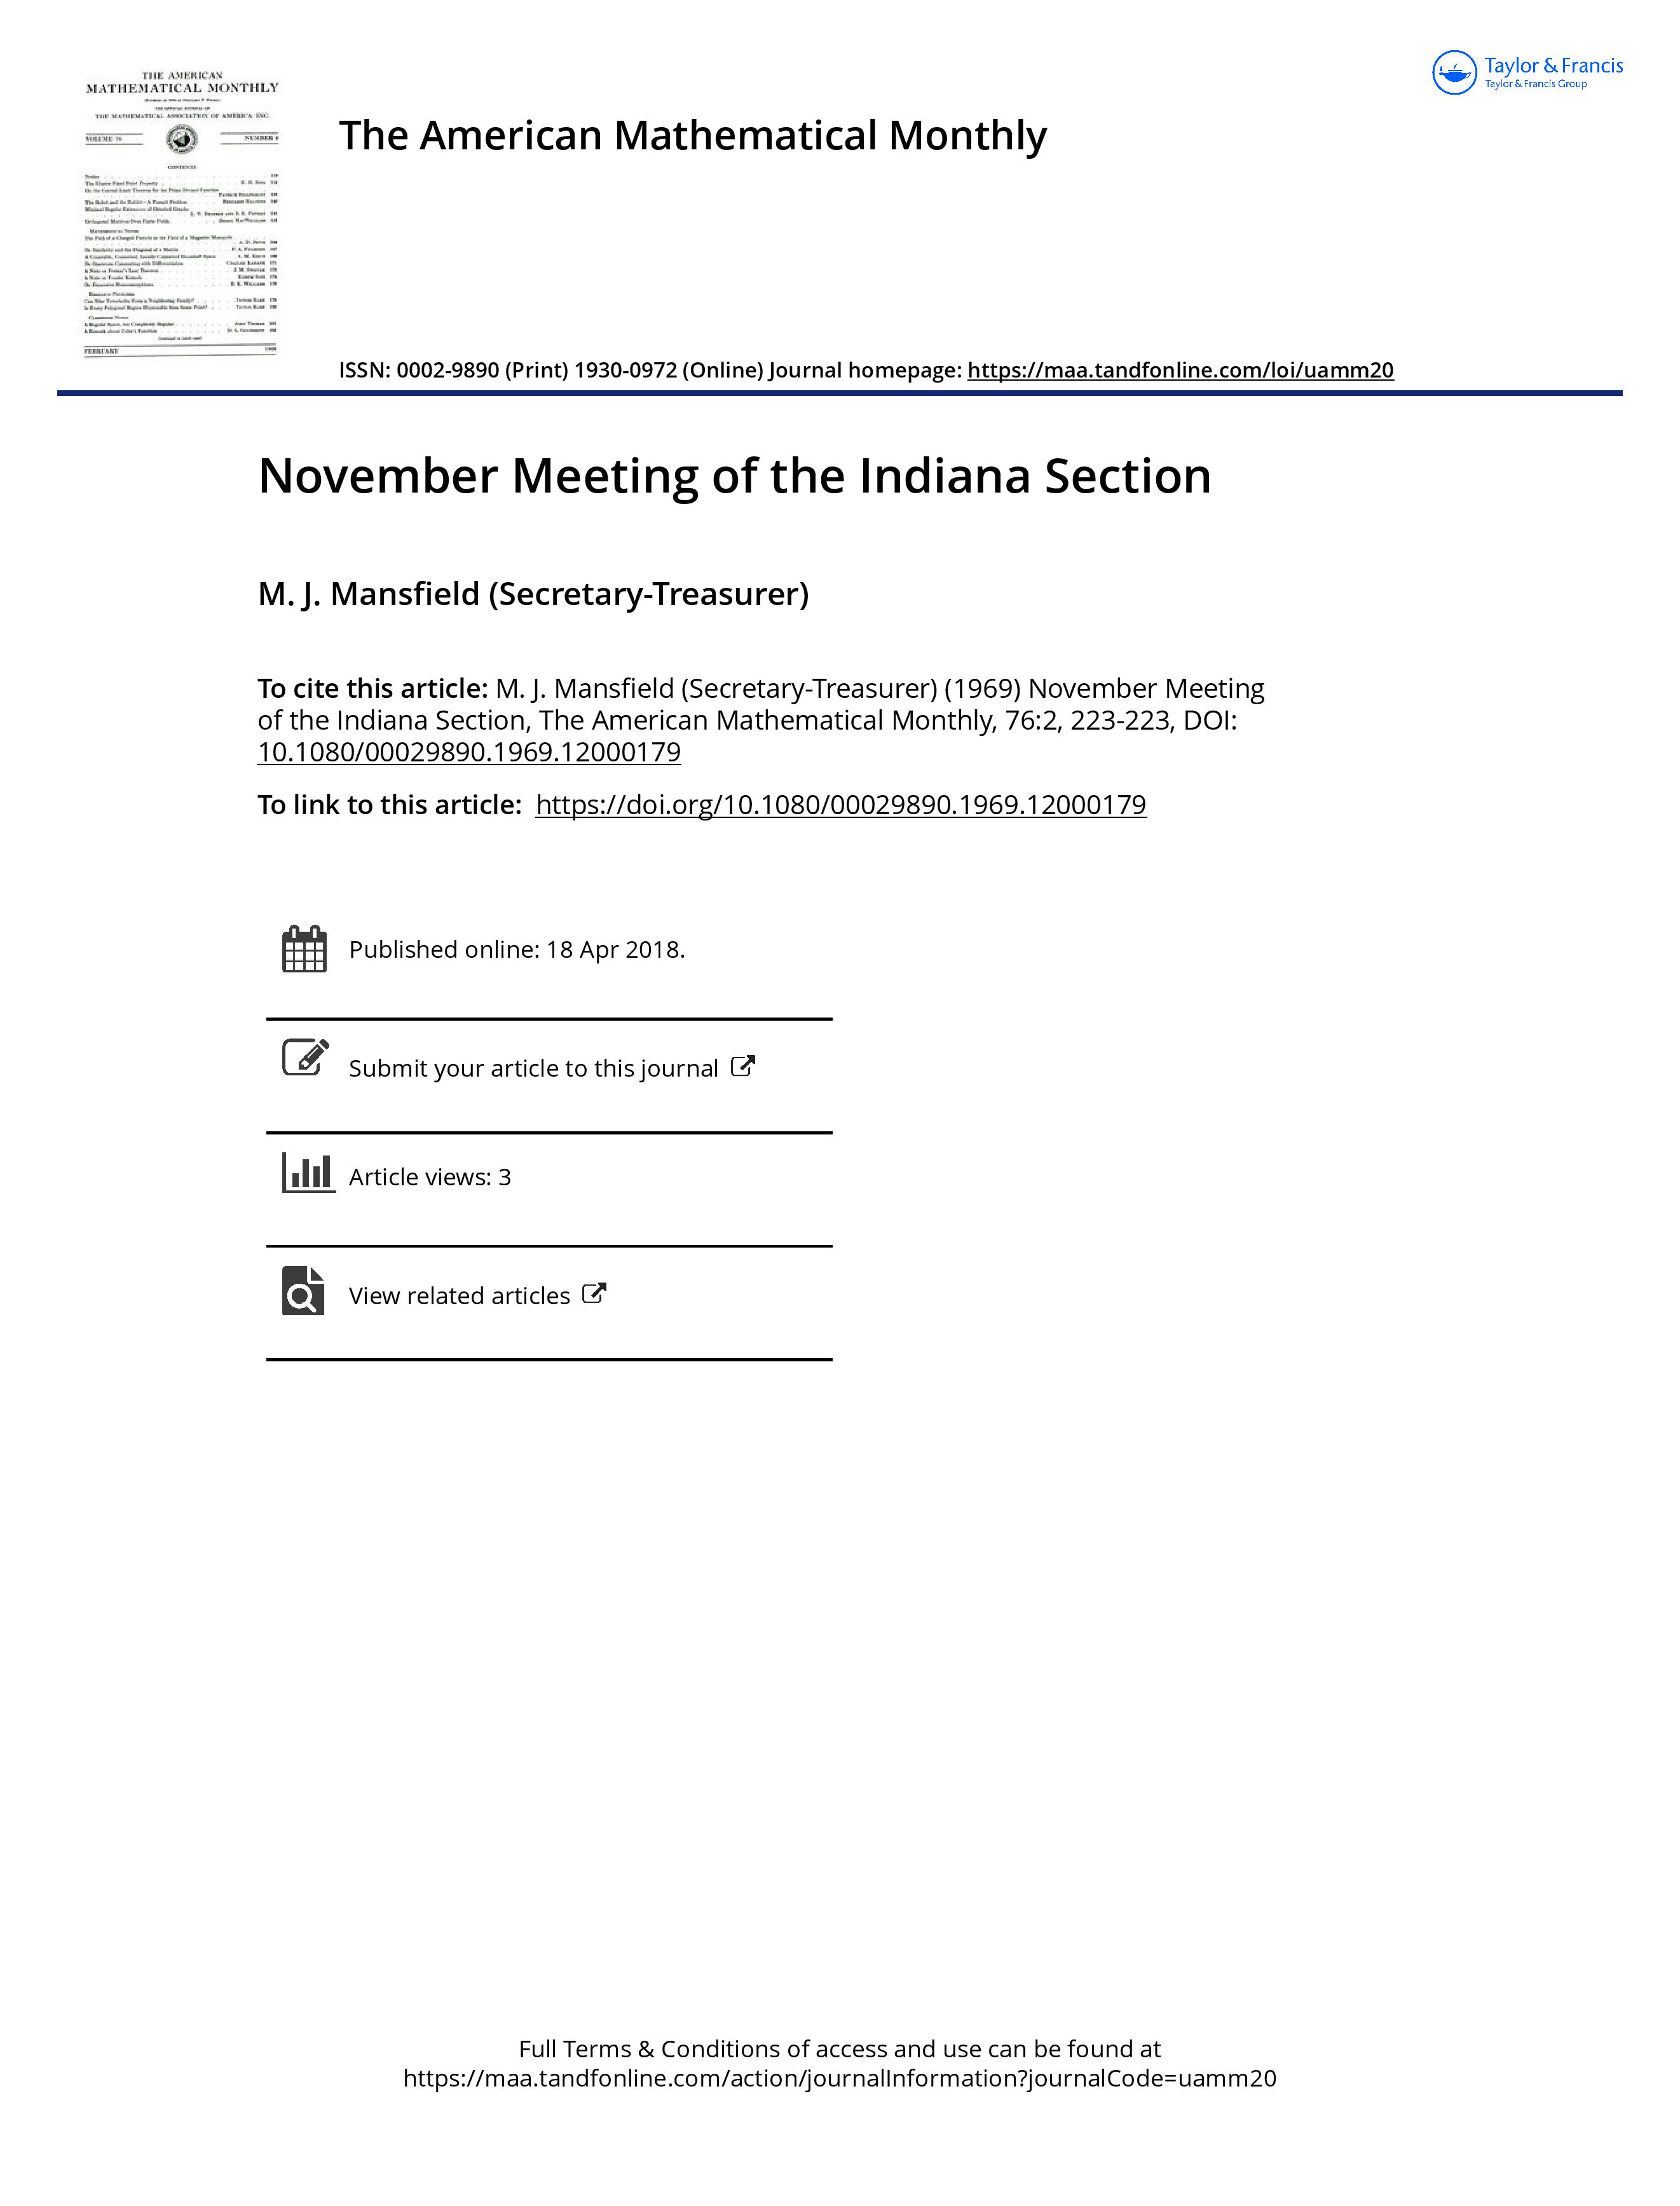 THE AMERICAN
MATHEMATICAL MONTHLY
THE OFFICIAL JOURNAL OF
THE MATHEMATICAL ASSOCIATION OF AMERICA, INC.
VOLUME 76
NUMBER
CONTENTS
FEBRUARY
Taylor & Francis
Taylor & Francis Group
The American Mathematical Monthly
ISSN: 0002-9890 (Print) 1930-0972 (Online) Journal homepage: https://maa.tandfonline.com/loi/uamm20
November Meeting of the Indiana Section
M. J. Mansfield (Secretary-Treasurer)
To cite this article: M. J. Mansfield (Secretary-Treasurer) (1969) November Meeting
of the Indiana Section, The American Mathematical Monthly, 76:2, 223-223, DOI:
10.1080/00029890.1969.12000179
To link to this article: https://doi.org/10.1080/00029890.1969.12000179
Published online: 18 Apr 2018.
Submit your article to this journal
Article views: 3
View related articles
Full Terms & Conditions of access and use can be found at
https://maa.tandfonline.com/action/journalInformation?journalCode=uamm20